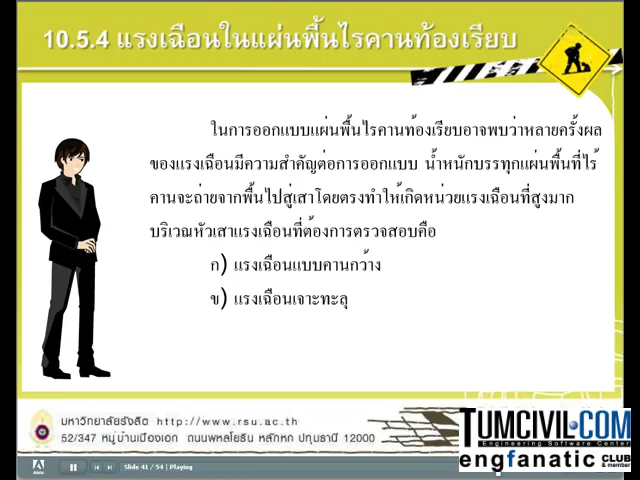 10.5.4 แรงเฉือนในแผ่นพื้นไร้คานท้องเรียบ
ในการออกแบบแผ่นพื้นไร้คานท้องเรียบอาจพบว่าหลายครั้งผล
ของแรงเฉือนมีความสำคัญต่อการออกแบบ น้ำหนักบรรทุกแผ่นพื้นที่ไร้
คานจะถ่ายจากพื้นไปสู่เสาโดยตรงทำให้เกิดหน่วยแรงเฉือนที่สูงมาก
บริเวณหัวเสาแรงเฉือนที่ต้องการตรวจสอบคือ
ก) แรงเฉือนแบบคานกว้าง
ข) แรงเฉือนเจาะทะลุ
มหาวิทยาลัยรังสิต http://www.rsu.ac.th
52/347 หมู่บ้านเมืองเอก ถนนพหลโยธิน หลักหก ปทุมธานี 12000
TUMCIVIL.COM
Engineering Software Center
engfanatic CLUB
& member
Adobe
Slide 41 / 54 | Playing